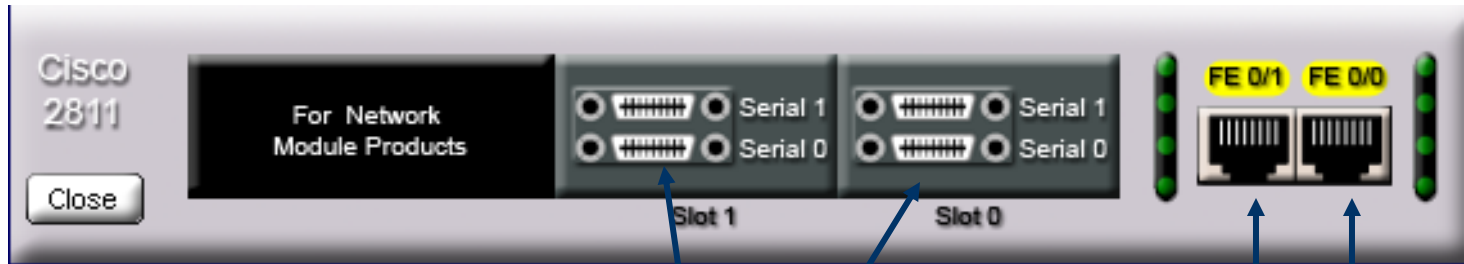 Cisco
2811
Close
For Network
Module Products
Serial 1
Serial 0
Slot 1
Serial 1
Serial 0
Slot 0
FE 0/1 FE 0/0